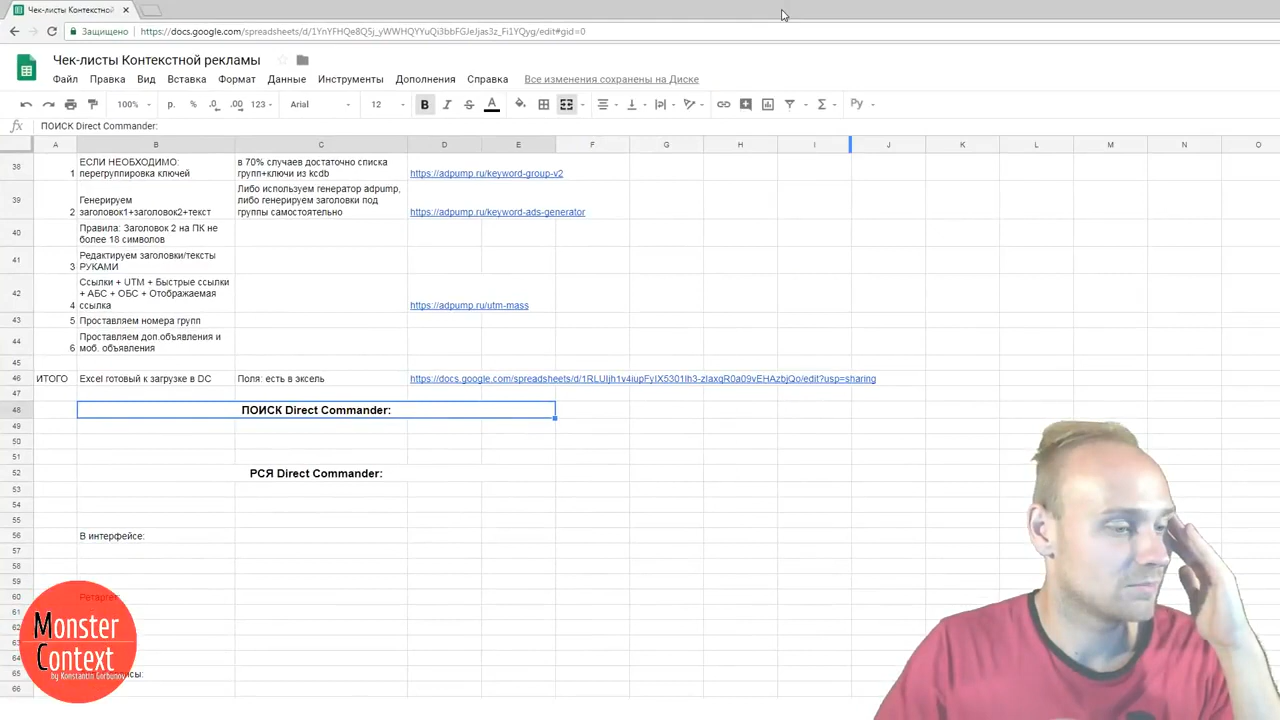 Чек-листы Контекстной
Защищено https://docs.google.com/spreadsheets/d/1YnYFHQe8Q5j_yWWHQYYuQi3bbFGJeJjas3z_Fi1YQyg/edit#gid=0
Чек-листы Контекстной рекламы
Файл Правка Вид Вставка Формат Данные Инструменты Дополнения Справка Все изменения сохранены на Диске
100% р. % .0 .00 123 Arial 12 B I S A Σ Ру
fx ПОИСК Direct Commander:
A B C D E F G H I J K L M N O
38 1 ЕСЛИ НЕОБХОДИМО: перегруппировка ключей в 70% случаев достаточно списка групп+ключи из kcdb https://adpump.ru/keyword-group-v2
39 2 Генерируем заголовок1+заголовок2+текст Либо используем генератор adpump, либо генерируем заголовки под группы самостоятельно https://adpump.ru/keyword-ads-generator
40 Правила: Заголовок 2 на ПК не более 18 символов
41 3 Редактируем заголовки/тексты РУКАМИ
42 4 Ссылки + UTM + Быстрые ссылки + АБС + ОБС + Отображаемая ссылка https://adpump.ru/utm-mass
43 5 Проставляем номера групп
44 6 Проставляем доп.объявления и моб. объявления
45
46 ИТОГО Excel готовый к загрузке в DC Поля: есть в эксель https://docs.google.com/spreadsheets/d/1RLUIjh1v4iupFyIX5301Ih3-zIaxqR0a09vEHAzbjQo/edit?usp=sharing
47
48 ПОИСК Direct Commander:
49
50
51
52 РСЯ Direct Commander:
53
54
55
56 В интерфейсе:
57
58
59
60 Ретаргет:
61
62
63
64
65
66
Monster
Context
by Konstantin Gorbunov